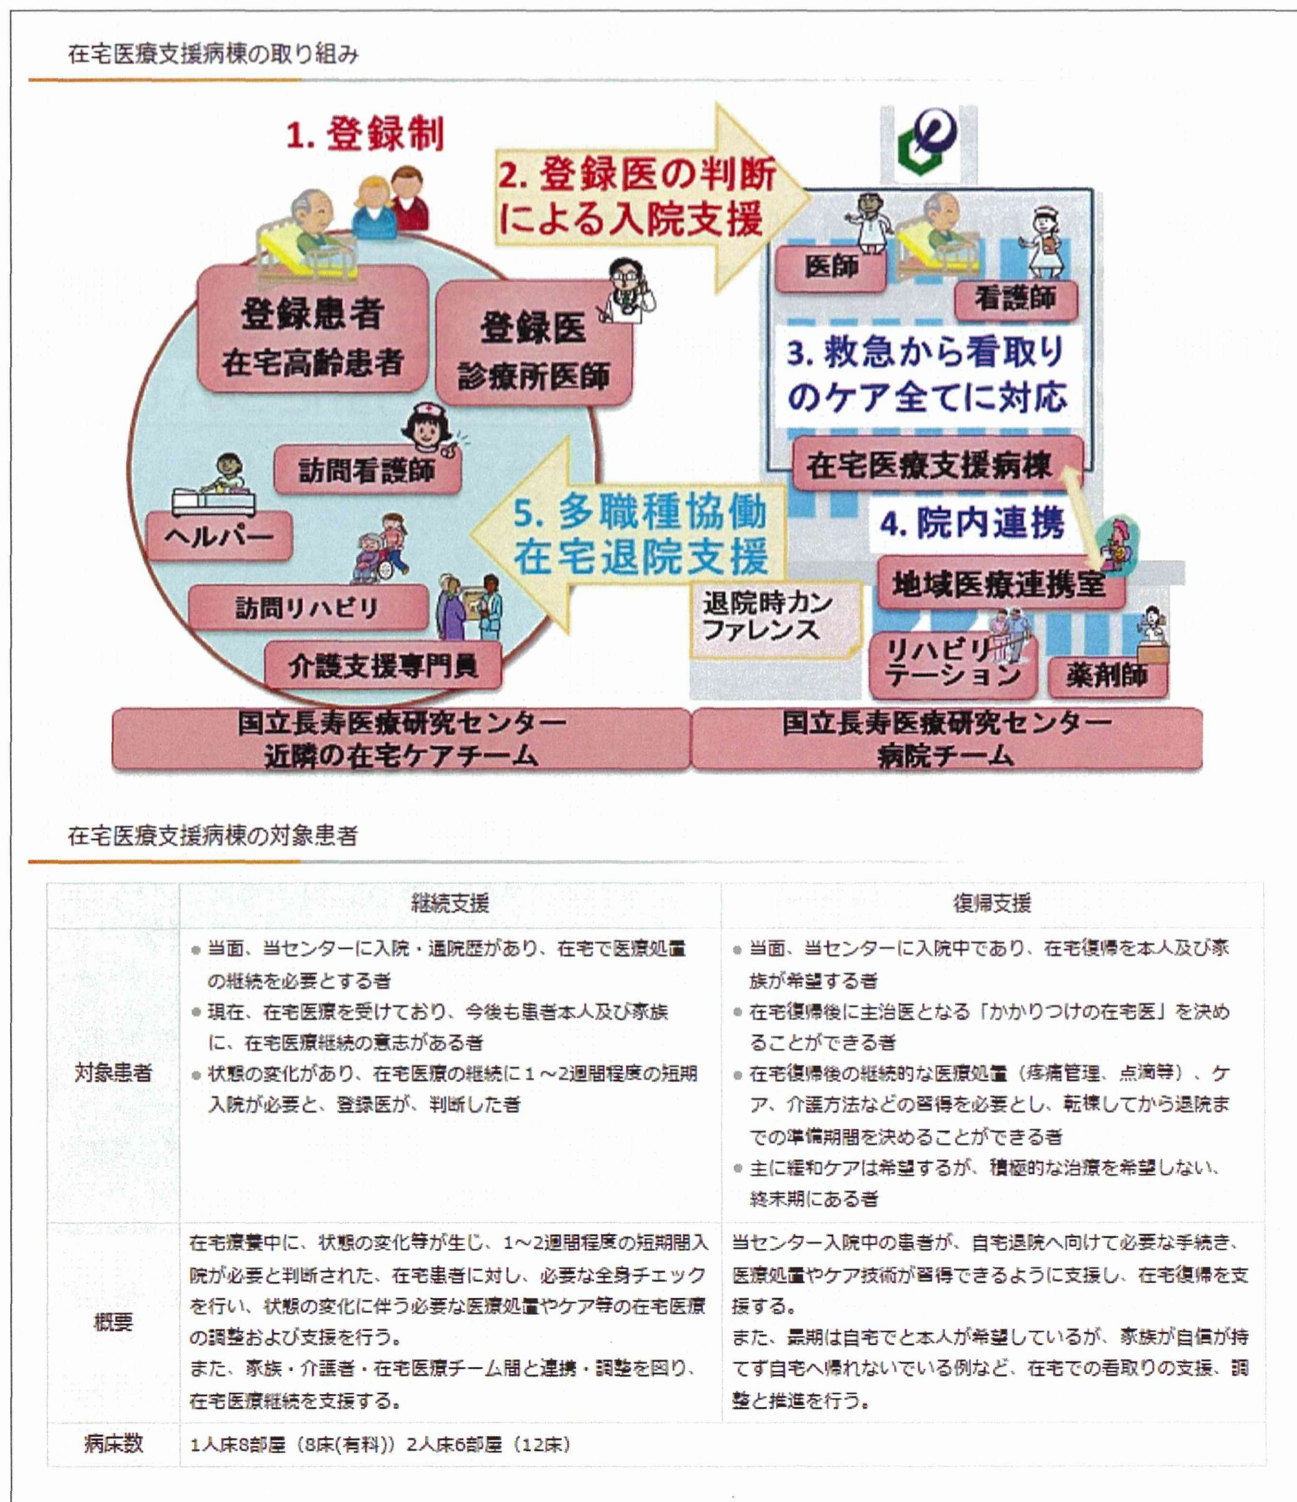 在宅医療支援病棟の取り組み
1. 登録制
2. 登録医の判断
による入院支援
登録患者
在宅高齢患者
登録医
診療所医師
医師
看護師
3. 救急から看取り
のケア全てに対応
訪問看護師
在宅医療支援病棟
ヘルパー
5. 多職種協働
在宅退院支援
4. 院内連携
地域医療連携室
訪問リハビリ
退院時カン
ファレンス
リハビリ
テーション
薬剤師
介護支援専門員
国立長寿医療研究センター
近隣の在宅ケアチーム
国立長寿医療研究センター
病院チーム
在宅医療支援病棟の対象患者
継続支援
復帰支援
対象患者
● 当面、当センターに入院・通院歴があり、在宅で医療処置
の継続を必要とする者
● 現在、在宅医療を受けており、今後も患者本人及び家族
に、在宅医療継続の意志がある者
● 状態の変化があり、在宅医療の継続に1～2週間程度の短期
入院が必要と、登録医が、判断した者
● 当面、当センターに入院中であり、在宅復帰を本人及び家
族が希望する者
● 在宅復帰後に主治医となる「かかりつけの在宅医」を決め
ることができる者
● 在宅復帰後の継続的な医療処置（疼痛管理、点滴等）、ケ
ア、介護方法などの習得を必要とし、転棟してから退院ま
での準備期間を決めることができる者
● 主に緩和ケアは希望するが、積極的な治療を希望しない、
終末期にある者
概要
在宅療養中に、状態の変化等が生じ、1～2週間程度の短期間入
院が必要と判断された、在宅患者に対し、必要な全身チェック
を行い、状態の変化に伴う必要な医療処置やケア等の在宅医療
の調整および支援を行う。
また、家族・介護者・在宅医療チーム間と連携・調整を図り、
在宅医療継続を支援する。
当センター入院中の患者が、自宅退院へ向けて必要な手続き、
医療処置やケア技術が習得できるように支援し、在宅復帰を支
援する。
また、最期は自宅でと本人が希望しているが、家族が自信が持
てず自宅へ帰れないでいる例など、在宅での看取りの支援、調
整と推進を行う。
病床数
1人床8部屋（8床(有料)）2人床6部屋（12床）